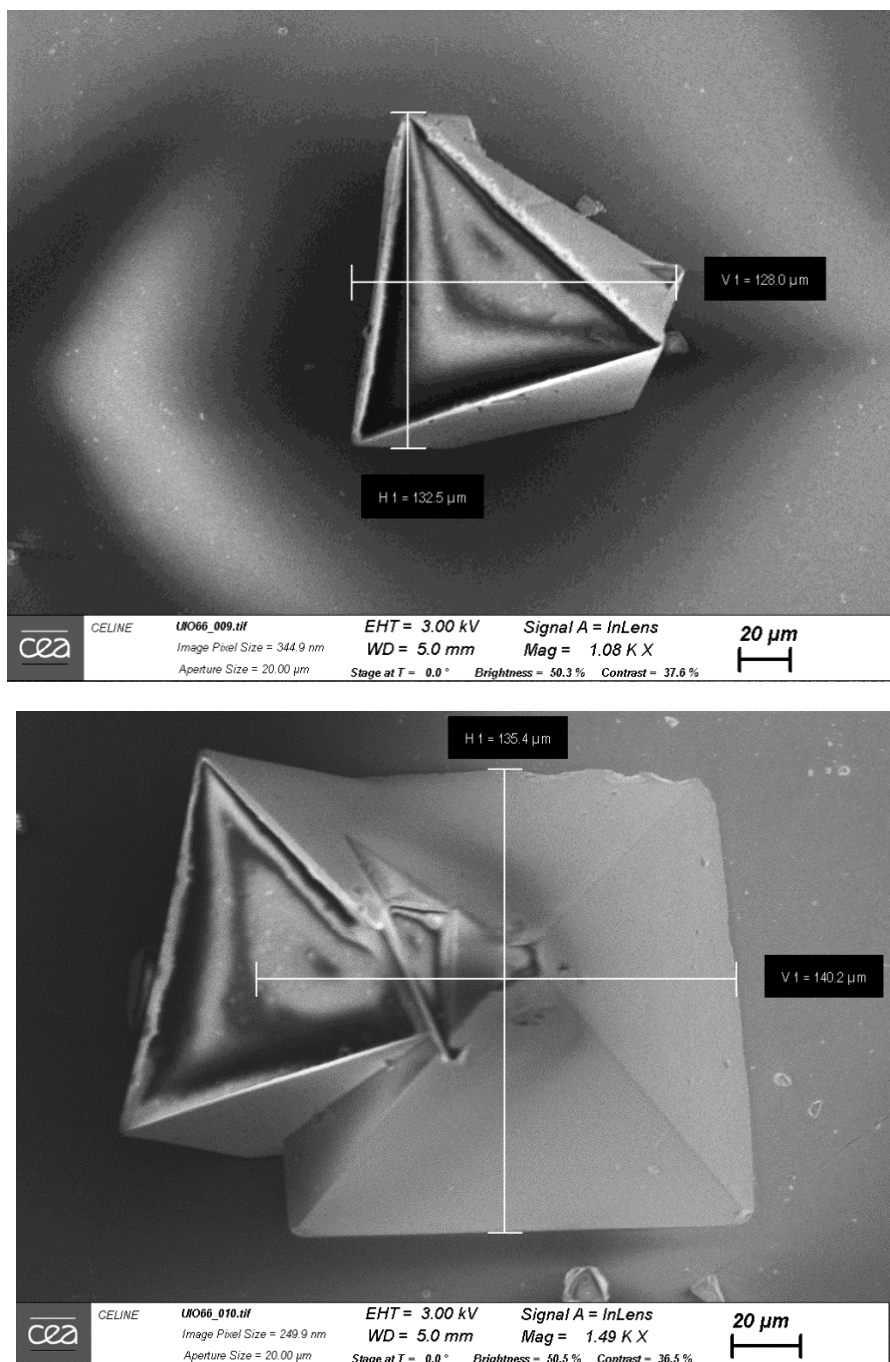 V 1 = 128.0 µm
H 1 = 132.5 µm
cea
CELINE
UIO66_009.tif
Image Pixel Size = 344.9 nm
Aperture Size = 20.00 µm
EHT = 3.00 kV
WD = 5.0 mm
Stage at T = 0.0 °
Signal A = InLens
Mag = 1.08 K X
Brightness = 50.3 %
Contrast = 37.6 %
20 µm
H 1 = 135.4 µm
V 1 = 140.2 µm
cea
CELINE
UIO66_010.tif
Image Pixel Size = 249.9 nm
Aperture Size = 20.00 µm
EHT = 3.00 kV
WD = 5.0 mm
Stage at T = 0.0 °
Signal A = InLens
Mag = 1.49 K X
Brightness = 50.5 %
Contrast = 36.5 %
20 µm